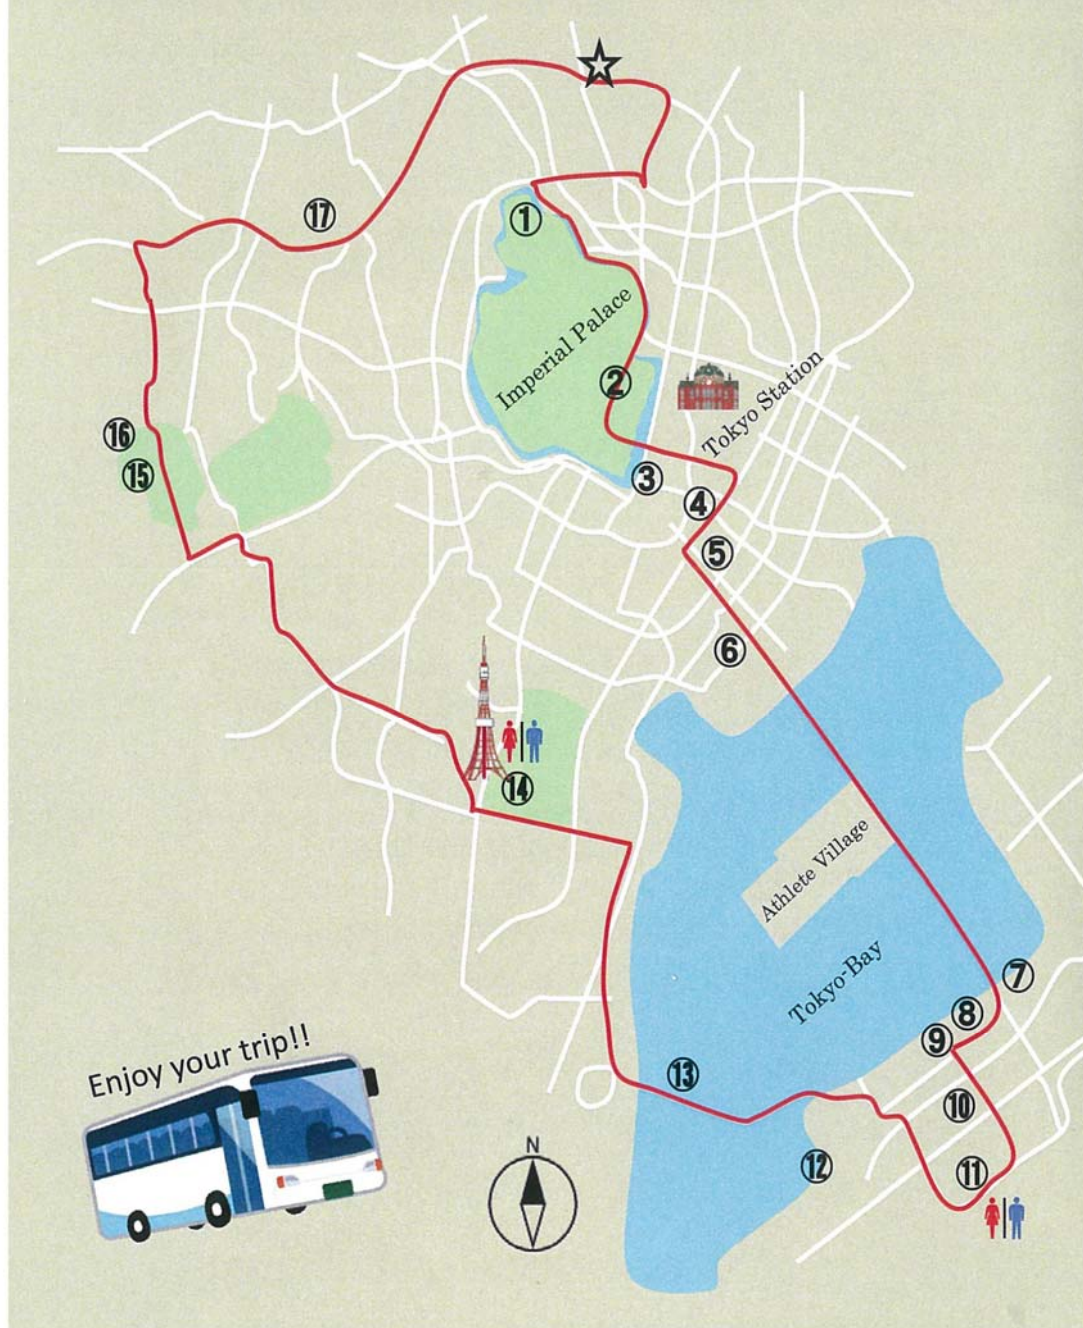 ⑰
①
Imperial Palace
②
Tokyo Station
⑯
⑮
③
④
⑤
⑥
⑭
Athlete Village
Tokyo-Bay
⑦
⑧
⑨
⑩
⑪
⑫
⑬
Enjoy your trip!!
N